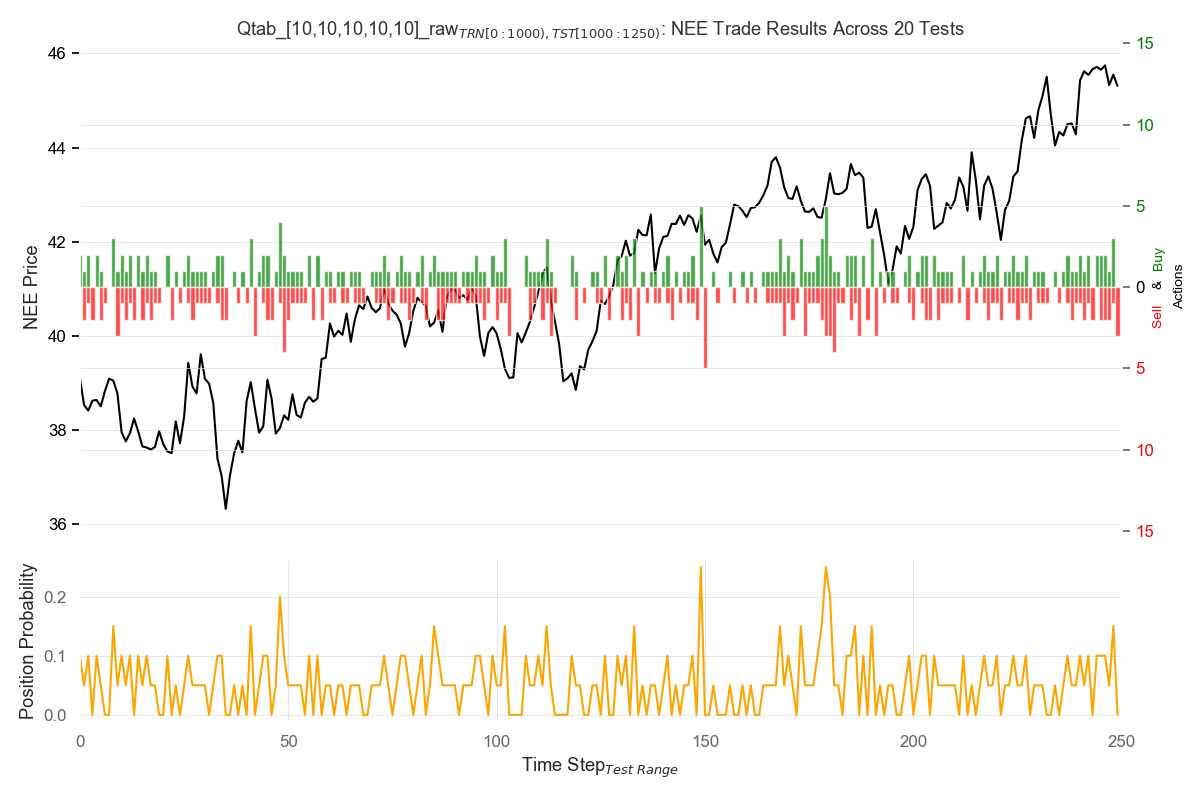 Qtab_[10,10,10,10,10]_raw_TRN[0:1000),TST[1000:1250): NEE Trade Results Across 20 Tests
NEE Price
46
44
42
40
38
36
15
10
5
0
5
10
15
Sell & Buy
Actions
Position Probability
0.2
0.1
0.0
0 50 100 150 200 250
Time Step Test Range